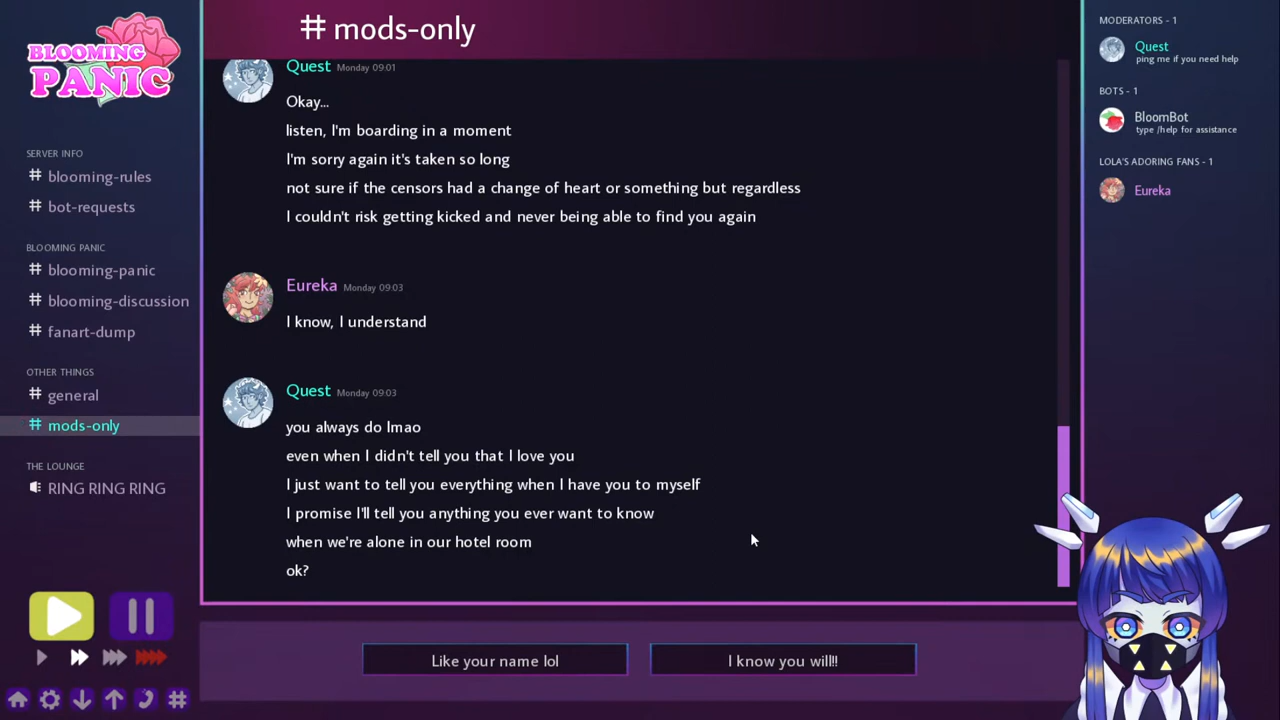 BLOOMING
PANIC
SERVER INFO
# blooming-rules
# bot-requests
BLOOMING PANIC
# blooming-panic
# blooming-discussion
# fanart-dump
OTHER THINGS
# general
# mods-only
THE LOUNGE
RING RING RING
# mods-only
Quest Monday 09:01
Okay...
listen, I'm boarding in a moment
I'm sorry again it's taken so long
not sure if the censors had a change of heart or something but regardless
I couldn't risk getting kicked and never being able to find you again
Eureka Monday 09:03
I know, I understand
Quest Monday 09:03
you always do lmao
even when I didn't tell you that I love you
I just want to tell you everything when I have you to myself
I promise I'll tell you anything you ever want to know
when we're alone in our hotel room
ok?
Like your name lol
I know you will!!
MODERATORS - 1
Quest
ping me if you need help
BOTS - 1
BloomBot
type /help for assistance
LOLA'S ADORING FANS - 1
Eureka